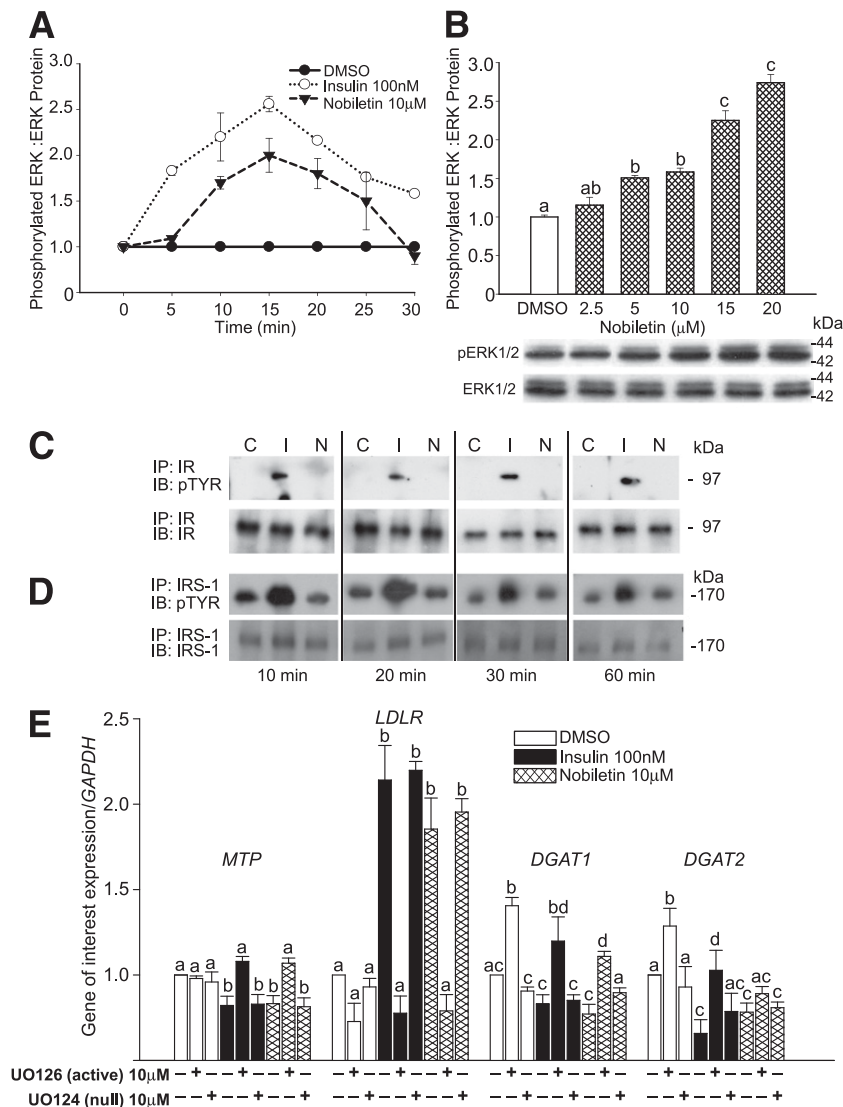 A
Phosphorylated ERK :ERK Protein
3.0
2.5
2.0
1.5
1.0
0
DMSO
Insulin 100nM
Nobiletin 10μM
0 5 10 15 20 25 30
Time (min)
B
Phosphorylated ERK :ERK Protein
3.0
2.5
2.0
1.5
1.0
0.5
0
a ab b b c c
DMSO 2.5 5 10 15 20
Nobiletin (μM)
kDa
pERK1/2
-44
-42
ERK1/2
-44
-42
C
C I N C I N C I N C I N
kDa
IP: IR
IB: pTYR
- 97
IP: IR
IB: IR
- 97
D
kDa
IP: IRS-1
IB: pTYR
-170
IP: IRS-1
IB: IRS-1
-170
10 min 20 min 30 min 60 min
E
Gene of interest expression/GAPDH
2.5
2.0
1.5
1.0
DMSO
Insulin 100nM
Nobiletin 10μM
MTP
LDLR
DGAT1
DGAT2
a a a b a b b a b
a a a b a b b a b
ac b c c bd c c d a
a b a c d ac a ac c
UO126 (active) 10μM – + – – + – – + – – + – – + – – + – – + – – + – – + – – + – – + – – + –
UO124 (null) 10μM – – + – – + – – + – – + – – + – – + – – + – – + – – + – – + – – + – – +